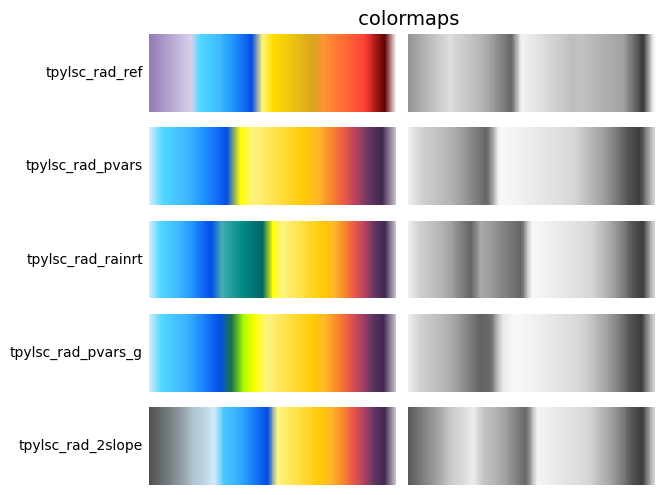 colormaps
tpylsc_rad_ref
tpylsc_rad_pvars
tpylsc_rad_rainrt
tpylsc_rad_pvars_g
tpylsc_rad_2slope